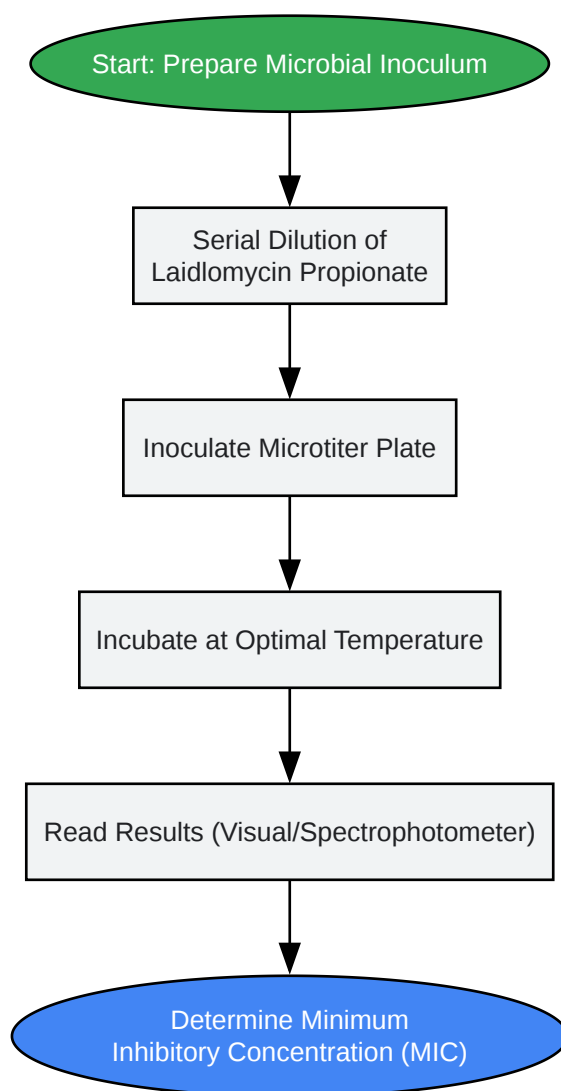 Start: Prepare Microbial Inoculum
Serial Dilution of
Laidlomycin Propionate
Inoculate Microtiter Plate
Incubate at Optimal Temperature
Read Results (Visual/Spectrophotometer)
Determine Minimum
Inhibitory Concentration (MIC)